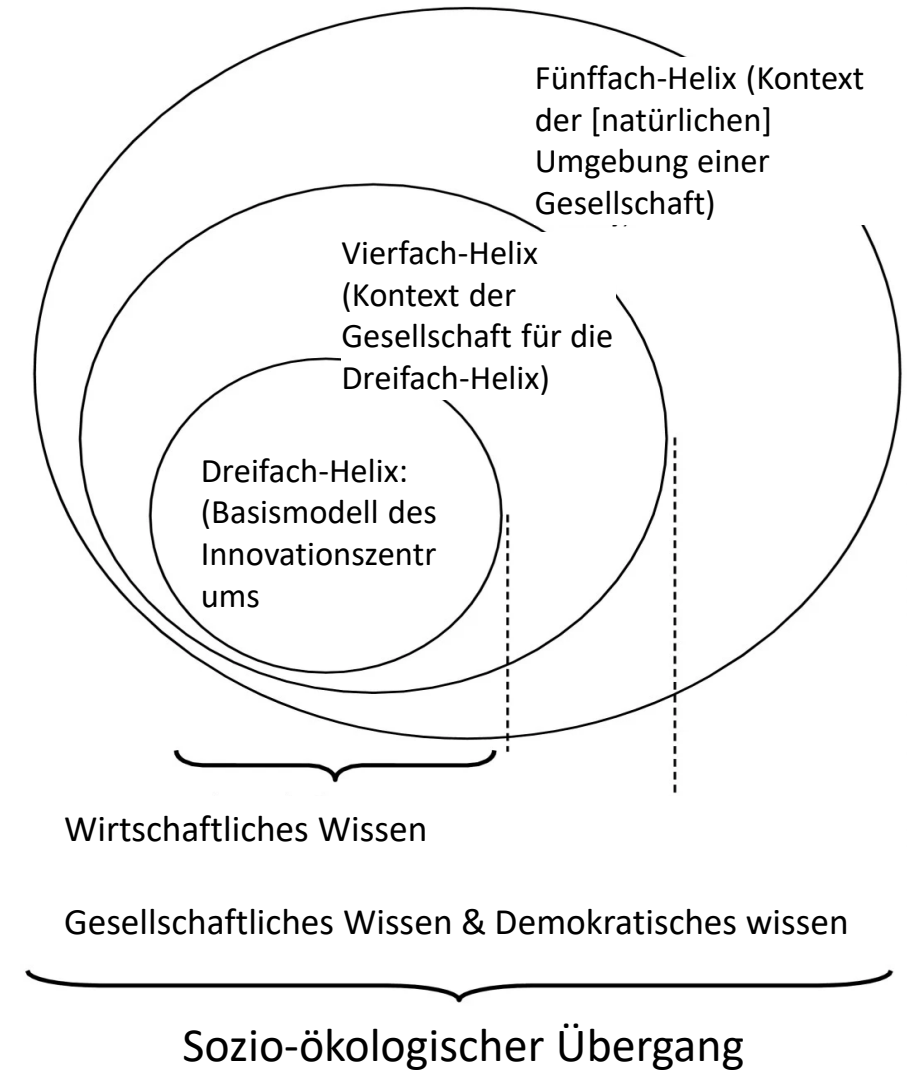 Fünffach-Helix (Kontext
der [natürlichen]
Umgebung einer
Gesellschaft)
Vierfach-Helix
(Kontext der
Gesellschaft für die
Dreifach-Helix)
Dreifach-Helix:
(Basismodell des
Innovationszentr
ums
Wirtschaftliches Wissen
Gesellschaftliches Wissen & Demokratisches wissen
Sozio-ökologischer Übergang